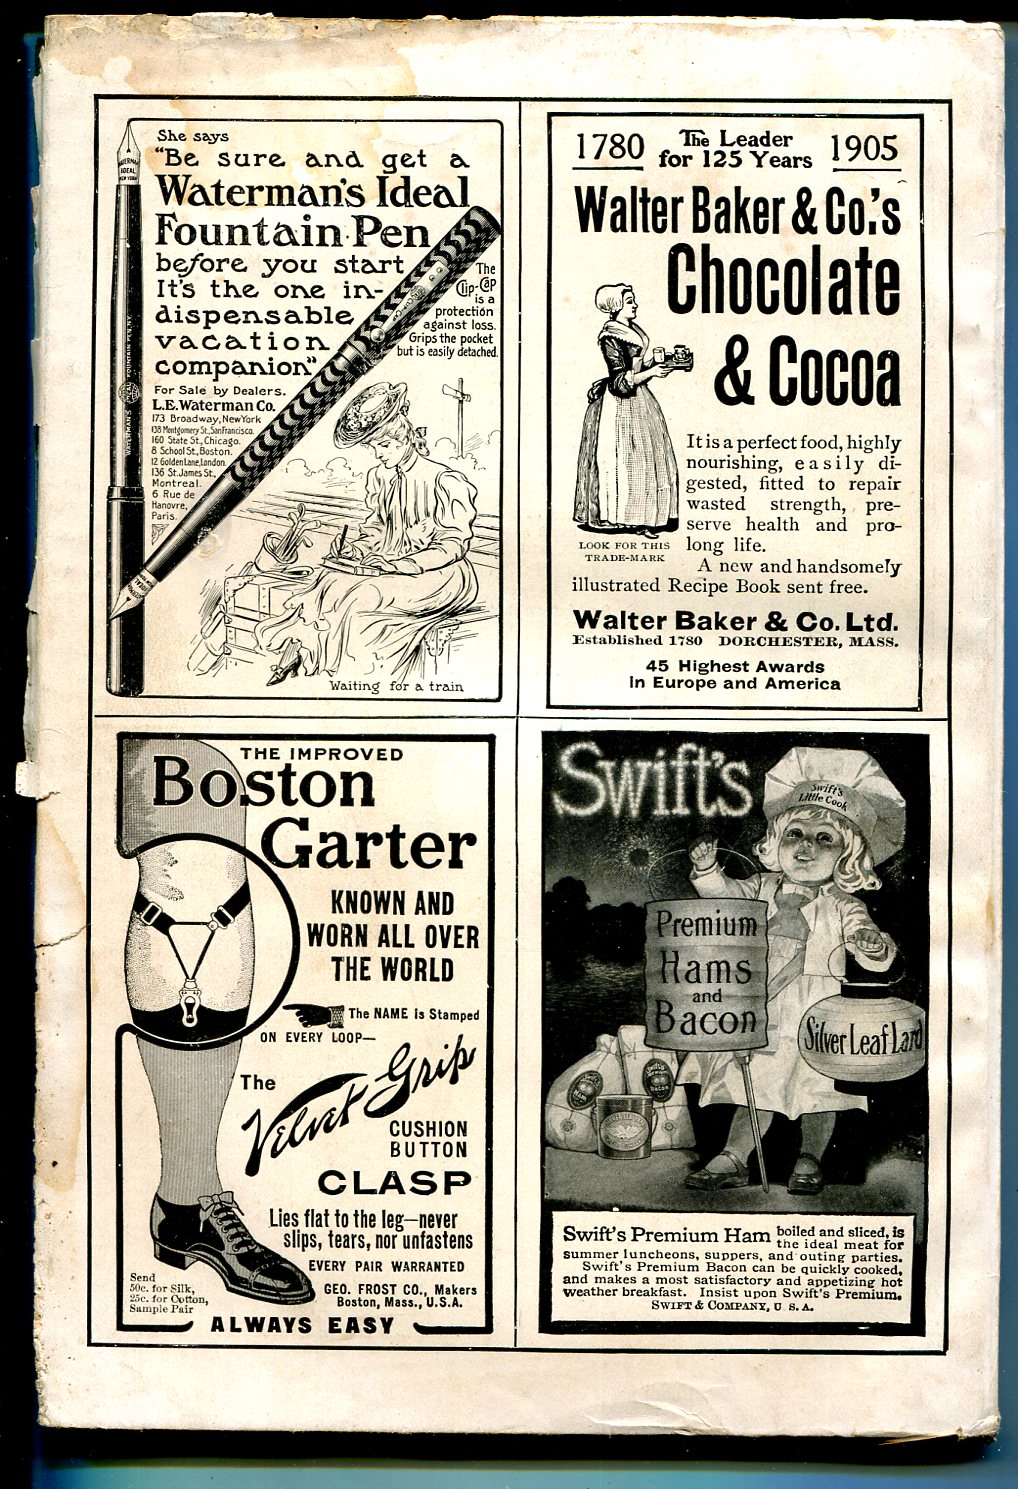 She says
"Be sure and get a
Waterman's Ideal
Fountain Pen
before you start
It's the one in-
dispensable
vacation
companion"
The
Clip-Cap
is a
protection
against loss.
Grips the pocket
but is easily detached.
For Sale by Dealers.
L.E. Waterman Co.
173 Broadway, New York
138 Montgomery St., San Francisco.
160 State St., Chicago.
8 School St., Boston.
12 Golden Lane, London.
136 St. James St.,
Montreal.
6 Rue de
Hanovre,
Paris.
Waiting for a train
1780 The Leader for 125 Years 1905
Walter Baker & Co.'s
Chocolate
& Cocoa
It is a perfect food, highly
nourishing, easily di-
gested, fitted to repair
wasted strength, pre-
serve health and pro-
long life.
LOOK FOR THIS
TRADE-MARK
A new and handsomely
illustrated Recipe Book sent free.
Walter Baker & Co. Ltd.
Established 1780 DORCHESTER, MASS.
45 Highest Awards
in Europe and America
THE IMPROVED
Boston
Garter
KNOWN AND
WORN ALL OVER
THE WORLD
The NAME is Stamped
ON EVERY LOOP—
The
Velvet Grip
CUSHION
BUTTON
CLASP
Lies flat to the leg—never
slips, tears, nor unfastens
EVERY PAIR WARRANTED
Send
50c. for Silk,
25c. for Cotton,
Sample Pair
GEO. FROST CO., Makers
Boston, Mass., U.S.A.
ALWAYS EASY
Swift's
Swift's
Little Cook
Premium
Hams
and
Bacon
Silver Leaf Lard
Swift's Premium Ham boiled and sliced, is
the ideal meat for
summer luncheons, suppers, and outing parties.
Swift's Premium Bacon can be quickly cooked,
and makes a most satisfactory and appetizing hot
weather breakfast. Insist upon Swift's Premium.
SWIFT & COMPANY, U. S. A.